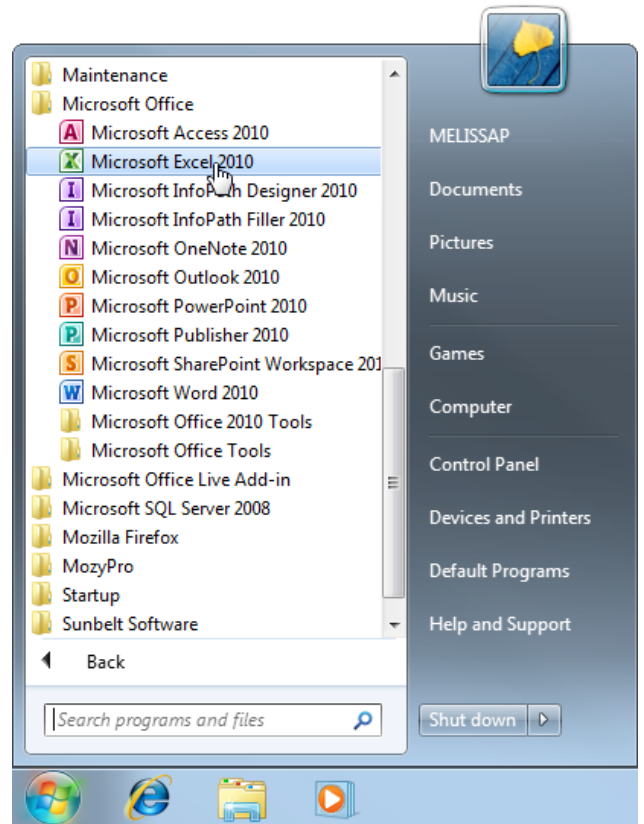 Maintenance
Microsoft Office
Microsoft Access 2010
Microsoft Excel 2010
Microsoft InfoPath Designer 2010
Microsoft InfoPath Filler 2010
Microsoft OneNote 2010
Microsoft Outlook 2010
Microsoft PowerPoint 2010
Microsoft Publisher 2010
Microsoft SharePoint Workspace 201
Microsoft Word 2010
Microsoft Office 2010 Tools
Microsoft Office Tools
Microsoft Office Live Add-in
Microsoft SQL Server 2008
Mozilla Firefox
MozyPro
Startup
Sunbelt Software
Back
Search programs and files
MELISSAP
Documents
Pictures
Music
Games
Computer
Control Panel
Devices and Printers
Default Programs
Help and Support
Shut down